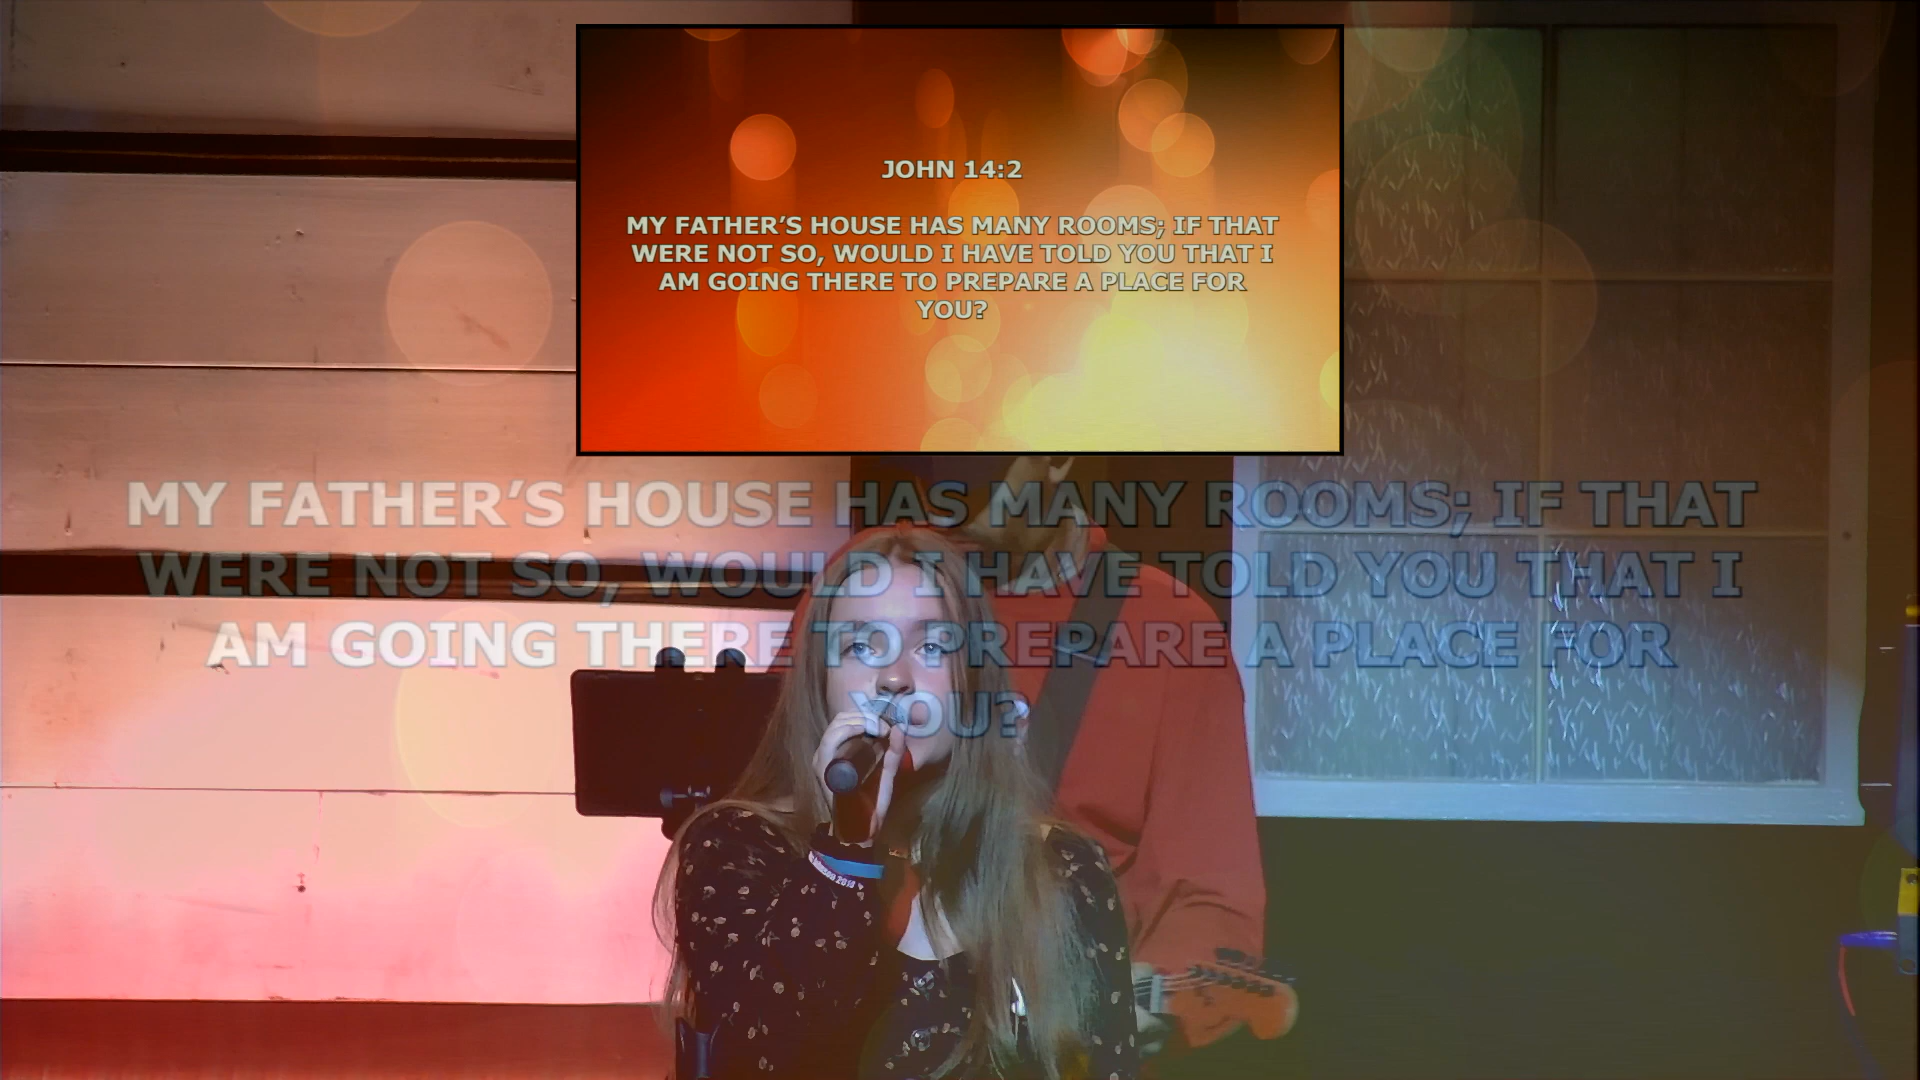 JOHN 14:2
MY FATHER’S HOUSE HAS MANY ROOMS; IF THAT
WERE NOT SO, WOULD I HAVE TOLD YOU THAT I
AM GOING THERE TO PREPARE A PLACE FOR
YOU?
MY FATHER’S HOUSE HAS MANY ROOMS; IF THAT
WERE NOT SO, WOULD I HAVE TOLD YOU THAT I
AM GOING THERE TO PREPARE A PLACE FOR
YOU?
2018